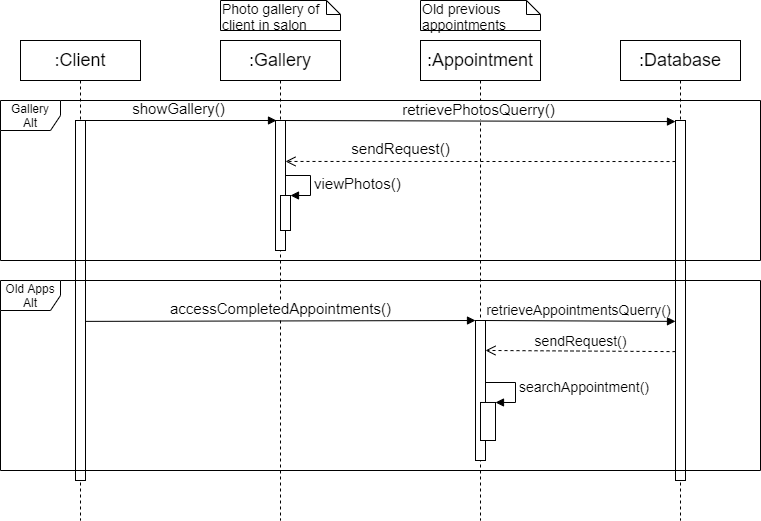 Photo gallery of
client in salon
Old previous
appointments
:Client
:Gallery
:Appointment
:Database
Gallery
Alt
showGallery()
retrievePhotosQuerry()
sendRequest()
viewPhotos()
Old Apps
Alt
accessCompletedAppointments()
retrieveAppointmentsQuerry()
sendRequest()
searchAppointment()